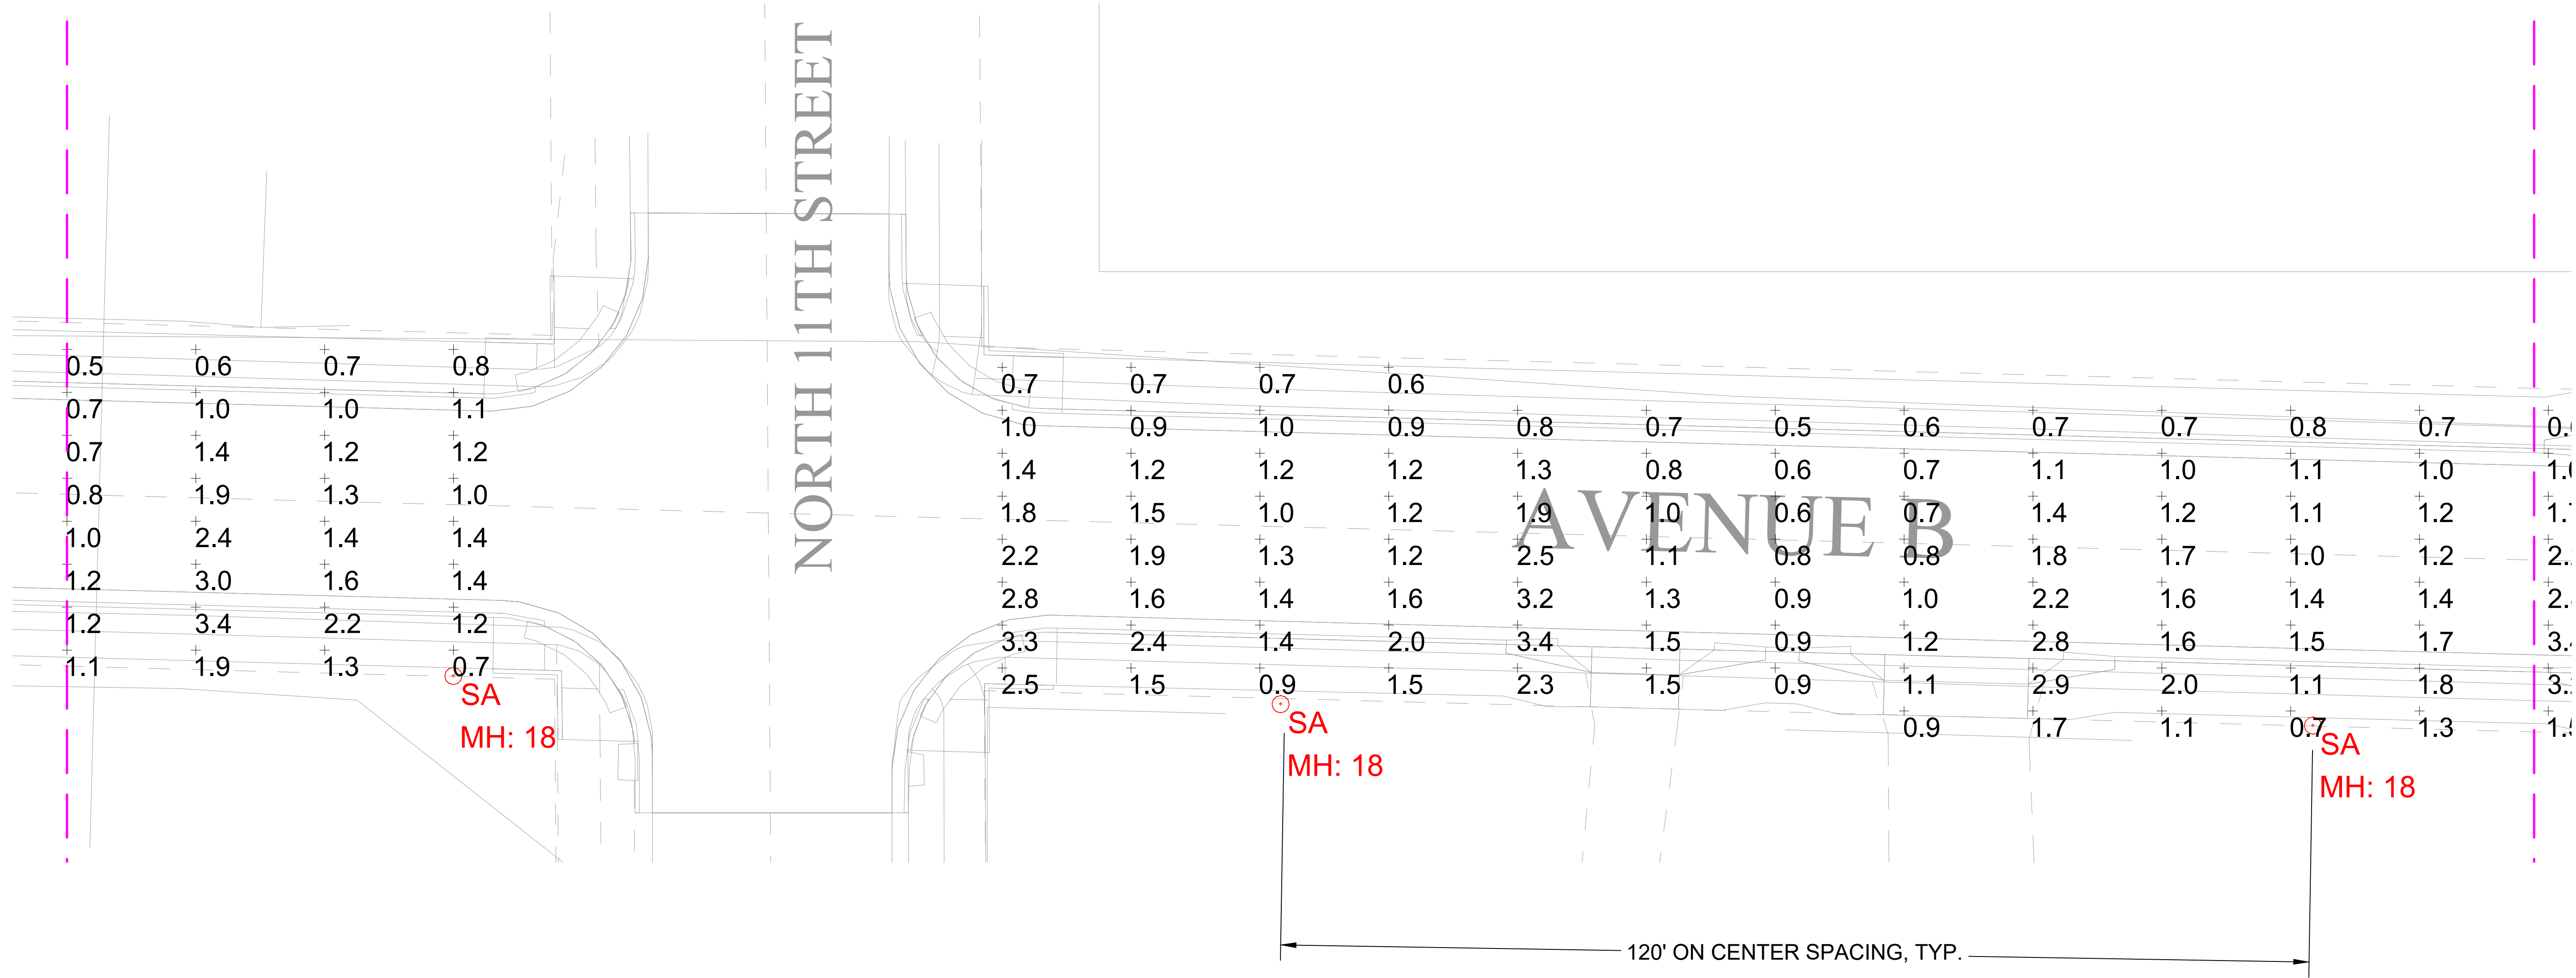 NORTH 11TH STREET
AVENUE B
0.5 0.6 0.7 0.8
0.7 0.7 0.7 0.6
0.7 1.0 1.0 1.1
1.0 0.9 1.0 0.9 0.8 0.7 0.5 0.6 0.7 0.7 0.8 0.7
0.7 1.4 1.2 1.2
1.4 1.2 1.2 1.2 1.3 0.8 0.6 0.7 1.1 1.0 1.1 1.0
0.8 1.9 1.3 1.0
1.8 1.5 1.0 1.2 1.9 1.0 0.6 0.7 1.4 1.2 1.1 1.2
1.0 2.4 1.4 1.4
2.2 1.9 1.3 1.2 2.5 1.1 0.8 0.8 1.8 1.7 1.0 1.2
1.2 3.0 1.6 1.4
2.8 1.6 1.4 1.6 3.2 1.3 0.9 1.0 2.2 1.6 1.4 1.4
1.2 3.4 2.2 1.2
3.3 2.4 1.4 2.0 3.4 1.5 0.9 1.2 2.8 1.6 1.5 1.7
1.1 1.9 1.3 0.7
2.5 1.5 0.9 1.5 2.3 1.5 0.9 1.1 2.9 2.0 1.1 1.8
0.9 1.7 1.1 0.7 1.3
SA
MH: 18
SA
MH: 18
SA
MH: 18
120' ON CENTER SPACING, TYP.